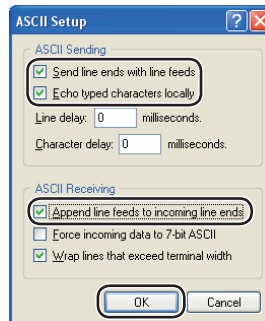 ASCII Setup
ASCII Sending
Send line ends with line feeds
Echo typed characters locally
Line delay: 0 milliseconds.
Character delay: 0 milliseconds.
ASCII Receiving
Append line feeds to incoming line ends
Force incoming data to 7-bit ASCII
Wrap lines that exceed terminal width
OK Cancel